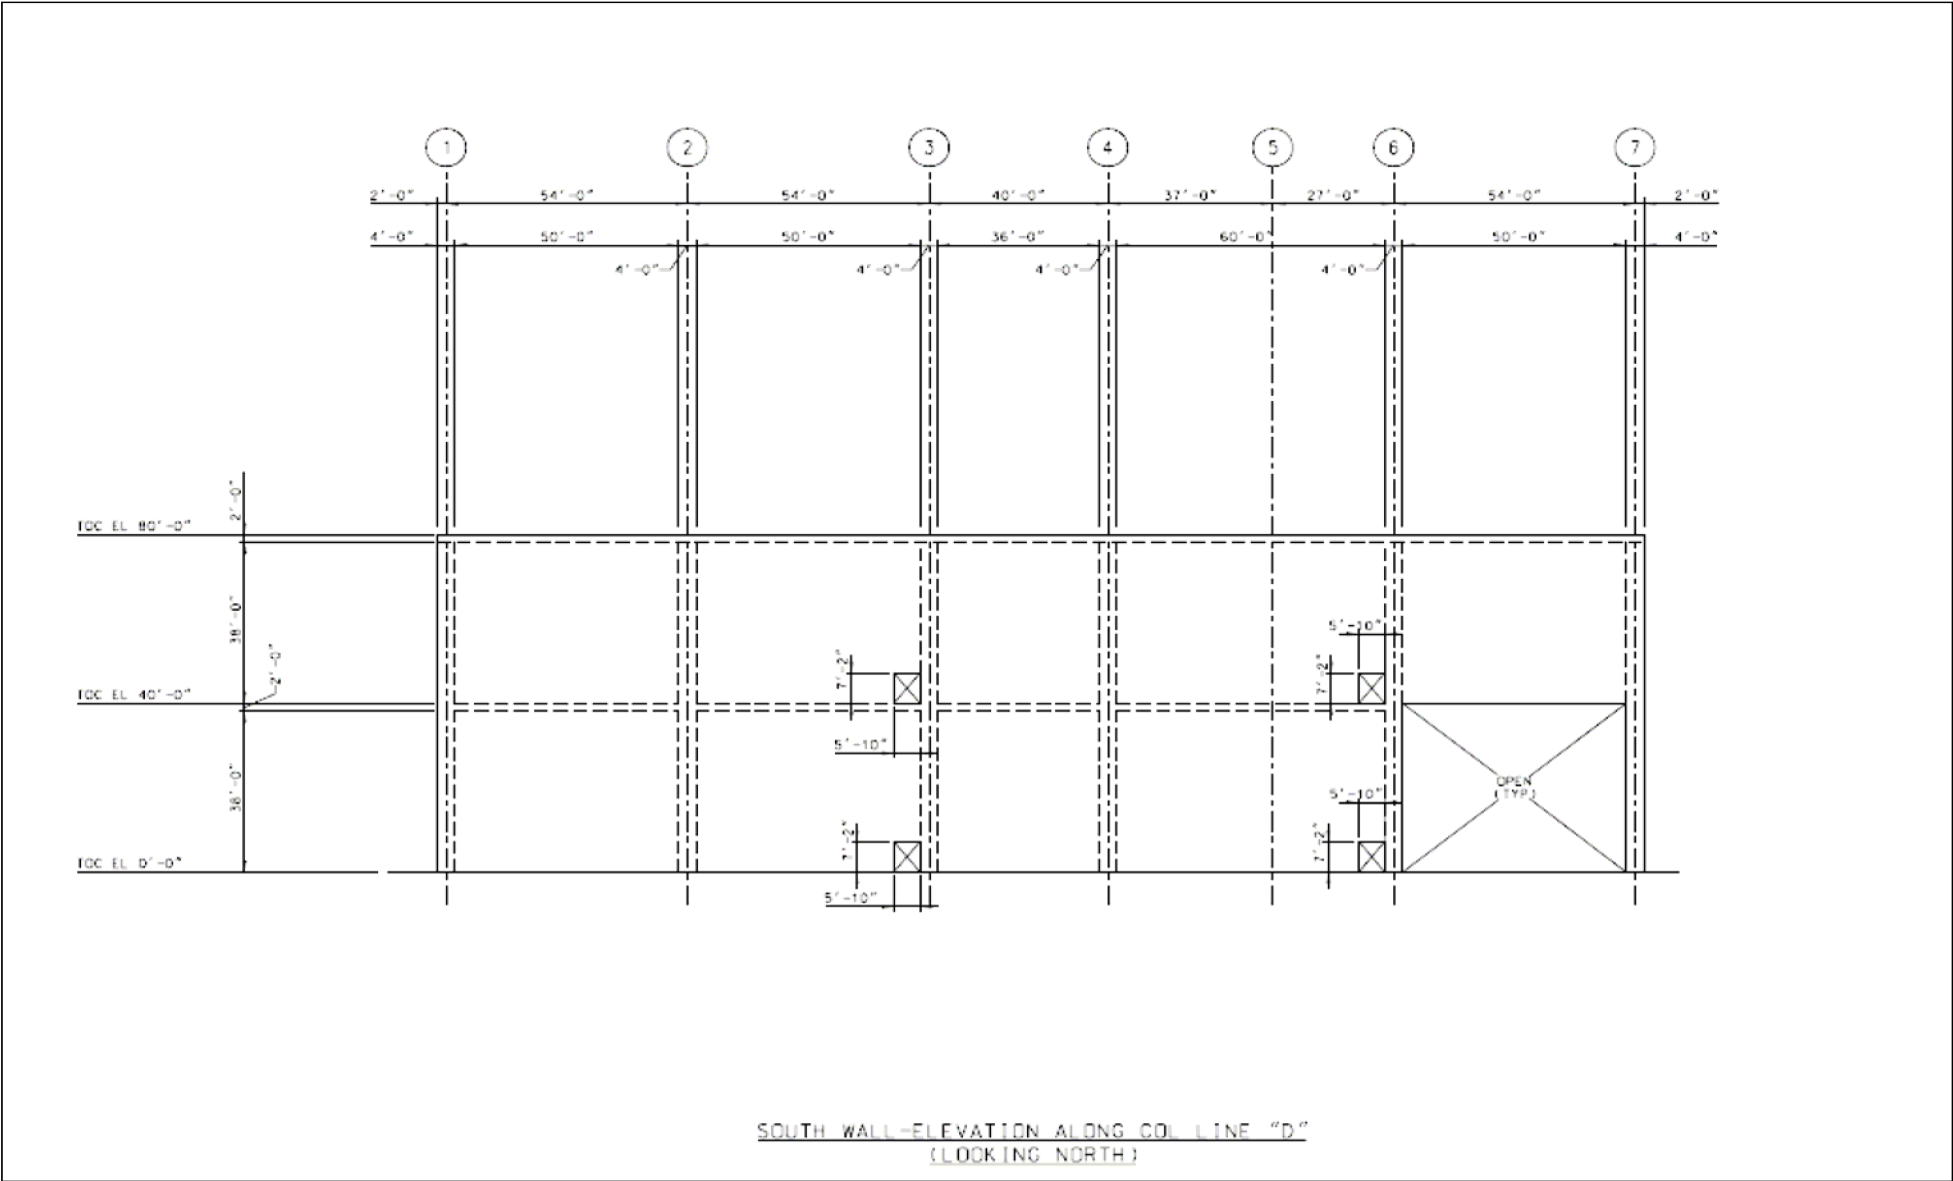 1 2 3 4 5 6 7
2'-0" 54'-0" 54'-0" 40'-0" 37'-0" 27'-0" 54'-0" 2'-0"
4'-0" 50'-0" 50'-0" 36'-0" 60'-0" 50'-0" 4'-0"
4'-0" 4'-0" 4'-0" 4'-0"
2'-0"
TOC EL 80'-0"
38'-0"
5'-10"
2'-0"
7'-2" 7'-2"
TOC EL 40'-0"
5'-10"
38'-0"
OPEN
(TYP)
5'-10"
7'-2" 7'-2"
TOC EL 0'-0"
5'-10"
SOUTH WALL-ELEVATION ALONG COL LINE "D"
(LOOKING NORTH)